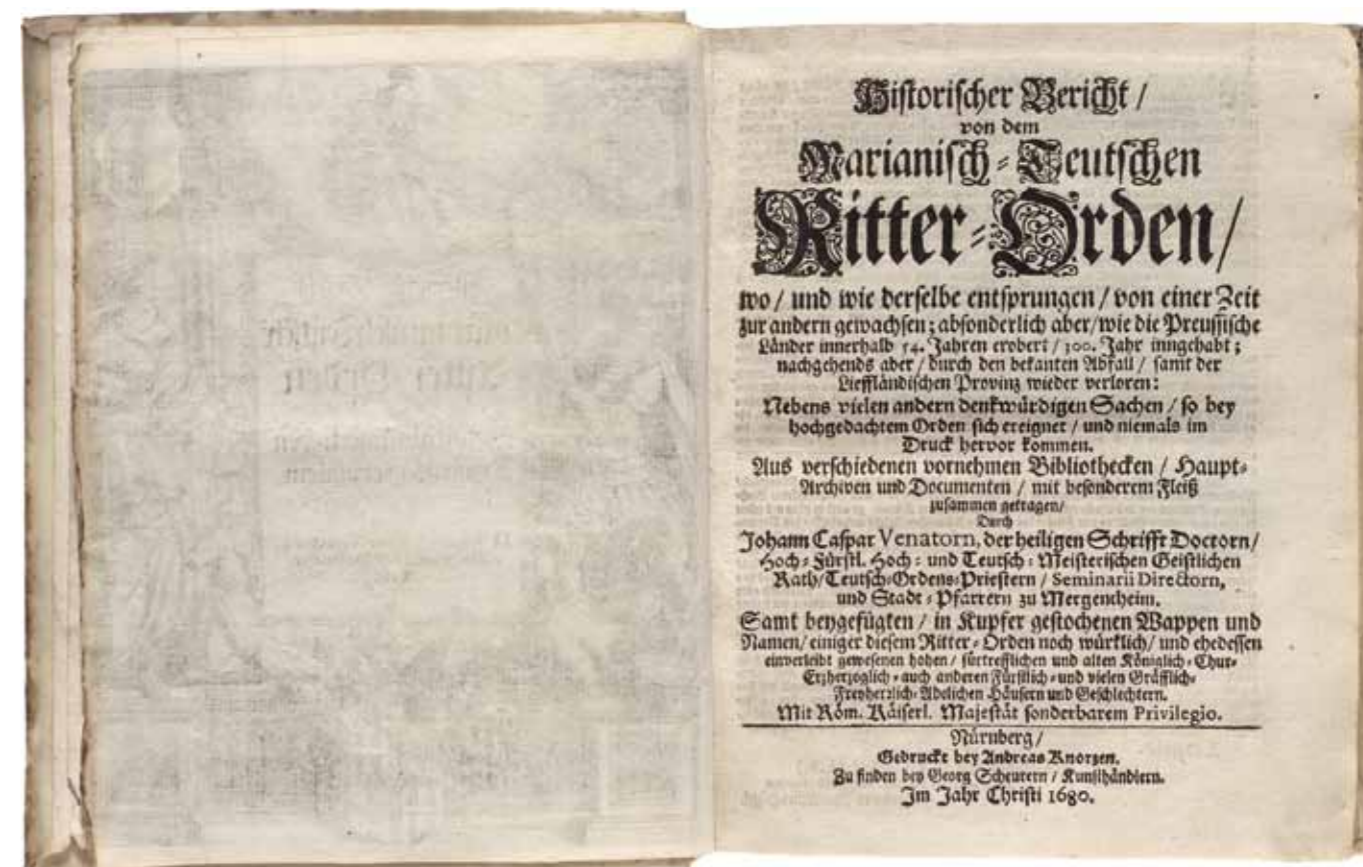 Historischer Bericht /
von dem
Marianisch-Teutschen
Ritter-Orden /
wo / und wie derselbe entsprungen / von einer Zeit
zur andern gewachsen; absonderlich aber / wie die Preussische
Länder innerhalb 54. Jahren erobert / 300. Jahr inngehabt;
nachgehends aber / durch den bekanten Abfall / samt der
Liefländischen Provinz wieder verloren:
Nebens vielen andern denkwürdigen Sachen / so bey
hochgedachtem Orden sich ereignet / und niemals im
Druck hervor kommen.
Aus verschiedenen vornehmen Bibliothecken / Haupt-
Archiven und Documenten / mit besonderem Fleiß
zusammen getragen /
Durch
Johann Caspar Venatorn, der heiligen Schrifft Doctorn /
Hoch-Fürstl. Hoch- und Teutsch-Meisterischen Geistlichen
Rath / Teutsch-Ordens-Priestern / Seminarii Directorn,
und Stadt-Pfarrern zu Mergentheim.
Samt beygefügten / in Kupfer gestochenen Wappen und
Namen / einiger diesem Ritter-Orden noch würklich / und ehedessen
einverleibt gewesenen hohen / fürtrefflichen und alten Königlich-Chur-
Erzherzoglich- auch anderen Fürstlich- und vielen Gräfflich-
Freyherzlich-Adelichen Häusern und Geschlechtern.
Mit Röm. Käiserl. Majestät sonderbarem Privilegio.
Nürnberg /
Gedruckt bey Andreas Knorzen.
Zu finden bey Georg Scheurern / Kunsthändlern.
Im Jahr Christi 1680.